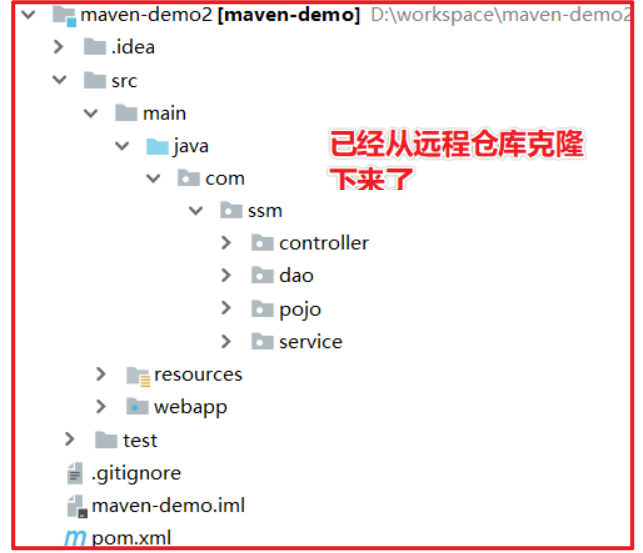 maven-demo2 [maven-demo] D:\workspace\maven-demo2
.idea
src
main
java
已经从远程仓库克隆
下来了
com
ssm
controller
dao
pojo
service
resources
webapp
test
.gitignore
maven-demo.iml
pom.xml